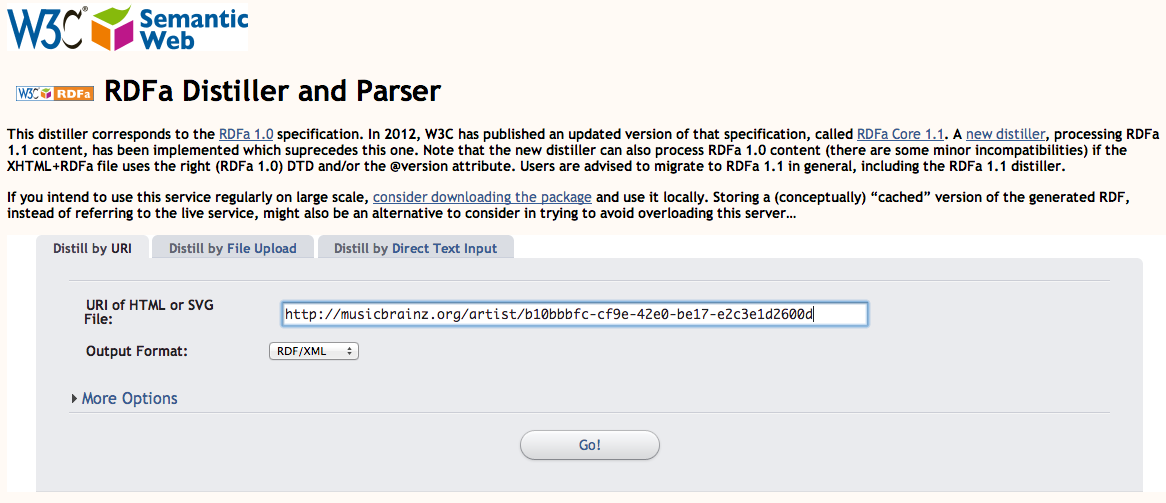 W3C® Semantic Web
W3C RDFa RDFa Distiller and Parser
This distiller corresponds to the RDFa 1.0 specification. In 2012, W3C has published an updated version of that specification, called RDFa Core 1.1. A new distiller, processing RDFa
1.1 content, has been implemented which suprecedes this one. Note that the new distiller can also process RDFa 1.0 content (there are some minor incompatibilities) if the
XHTML+RDFa file uses the right (RDFa 1.0) DTD and/or the @version attribute. Users are advised to migrate to RDFa 1.1 in general, including the RDFa 1.1 distiller.
If you intend to use this service regularly on large scale, consider downloading the package and use it locally. Storing a (conceptually) “cached” version of the generated RDF,
instead of referring to the live service, might also be an alternative to consider in trying to avoid overloading this server…
Distill by URI Distill by File Upload Distill by Direct Text Input
URI of HTML or SVG
File:
http://musicbrainz.org/artist/b10bbbfc-cf9e-42e0-be17-e2c3e1d2600d
Output Format: RDF/XML
More Options
Go!